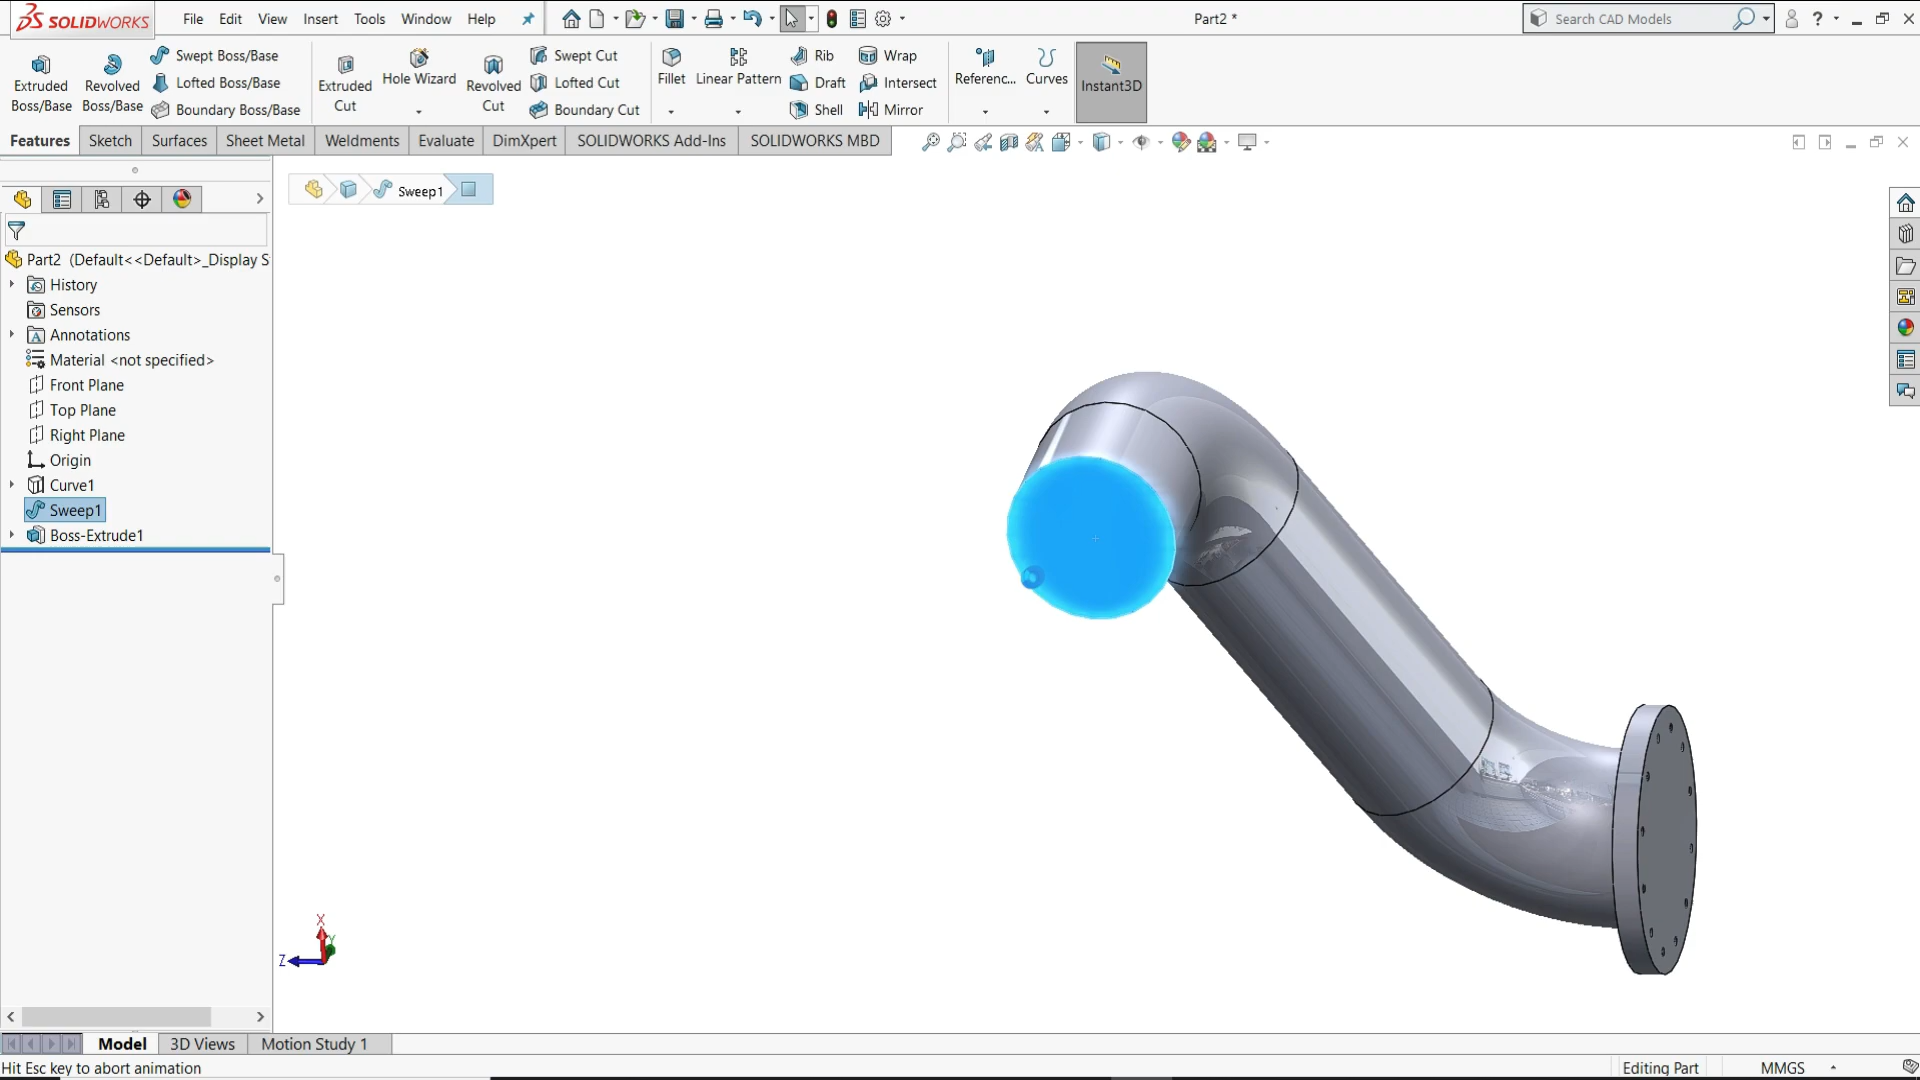 SOLIDWORKS File Edit View Insert Tools Window Help Part2 * Search CAD Models ?
Extruded Boss/Base
Revolved Boss/Base
Swept Boss/Base
Lofted Boss/Base
Boundary Boss/Base
Extruded Cut
Hole Wizard
Revolved Cut
Swept Cut
Lofted Cut
Boundary Cut
Fillet
Linear Pattern
Rib
Draft
Shell
Wrap
Intersect
Mirror
Referenc...
Curves
Instant3D
Features Sketch Surfaces Sheet Metal Weldments Evaluate DimXpert SOLIDWORKS Add-Ins SOLIDWORKS MBD
Sweep1
Part2 (Default<<Default>_Display S
History
Sensors
Annotations
Material <not specified>
Front Plane
Top Plane
Right Plane
Origin
Curve1
Sweep1
Boss-Extrude1
X
Y
Z
Model 3D Views Motion Study 1
Hit Esc key to abort animation Editing Part MMGS